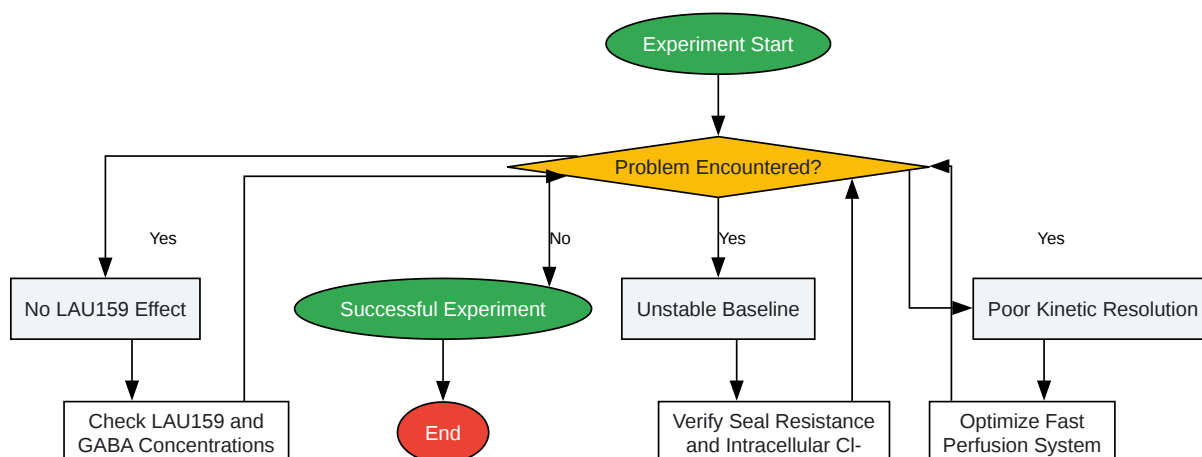 Experiment Start
Problem Encountered?
Yes
No
Yes
Yes
No LAU159 Effect
Successful Experiment
Unstable Baseline
Poor Kinetic Resolution
Check LAU159 and
GABA Concentrations
End
Verify Seal Resistance
and Intracellular Cl-
Optimize Fast
Perfusion System